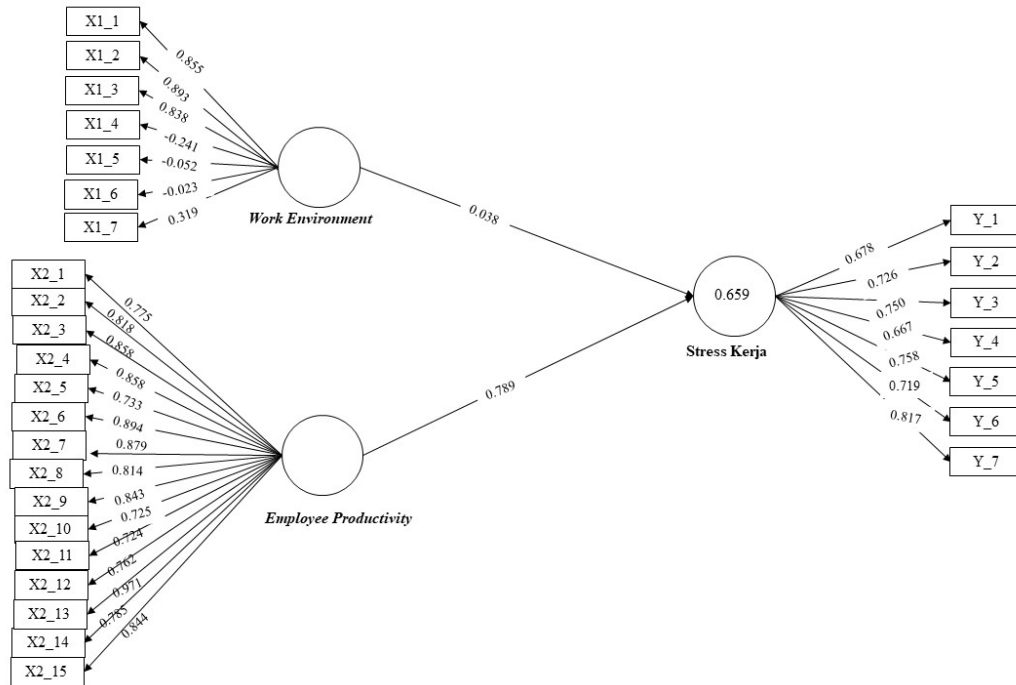 X1_1
X1_2
X1_3
X1_4
X1_5
X1_6
X1_7
0.855
0.893
0.838
-0.241
-0.052
-0.023
0.319
Work Environment
0.038
X2_1
X2_2
X2_3
X2_4
X2_5
X2_6
X2_7
X2_8
X2_9
X2_10
X2_11
X2_12
X2_13
X2_14
X2_15
0.775
0.818
0.858
0.858
0.733
0.894
0.879
0.814
0.843
0.725
0.724
0.762
0.971
0.785
0.844
Employee Productivity
0.789
0.659
Stress Kerja
0.678
0.726
0.750
0.667
0.758
0.719
0.817
Y_1
Y_2
Y_3
Y_4
Y_5
Y_6
Y_7